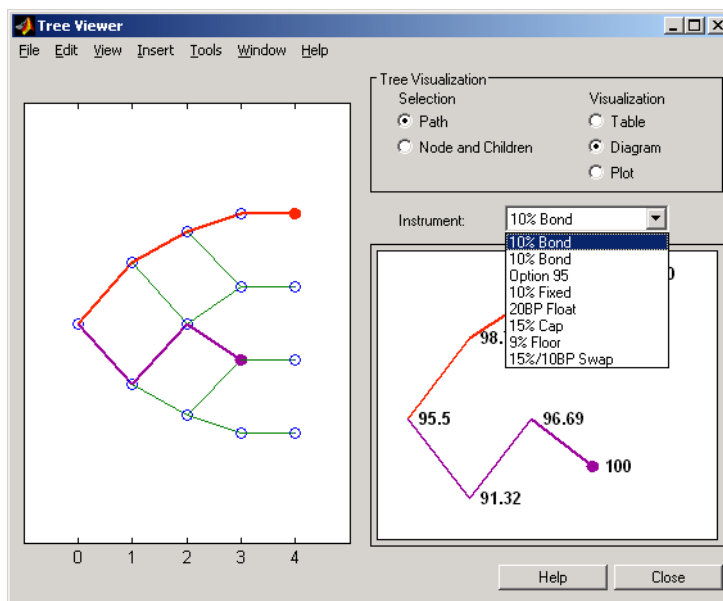 Tree Viewer
File Edit View Insert Tools Window Help
Tree Visualization
Selection
Visualization
Path
Table
Node and Children
Diagram
Plot
Instrument:
10% Bond
10% Bond
10% Bond
Option 95
10% Fixed
20BP Float
15% Cap
9% Floor
15%/10BP Swap
95.5
96.69
100
91.32
0 1 2 3 4
Help
Close